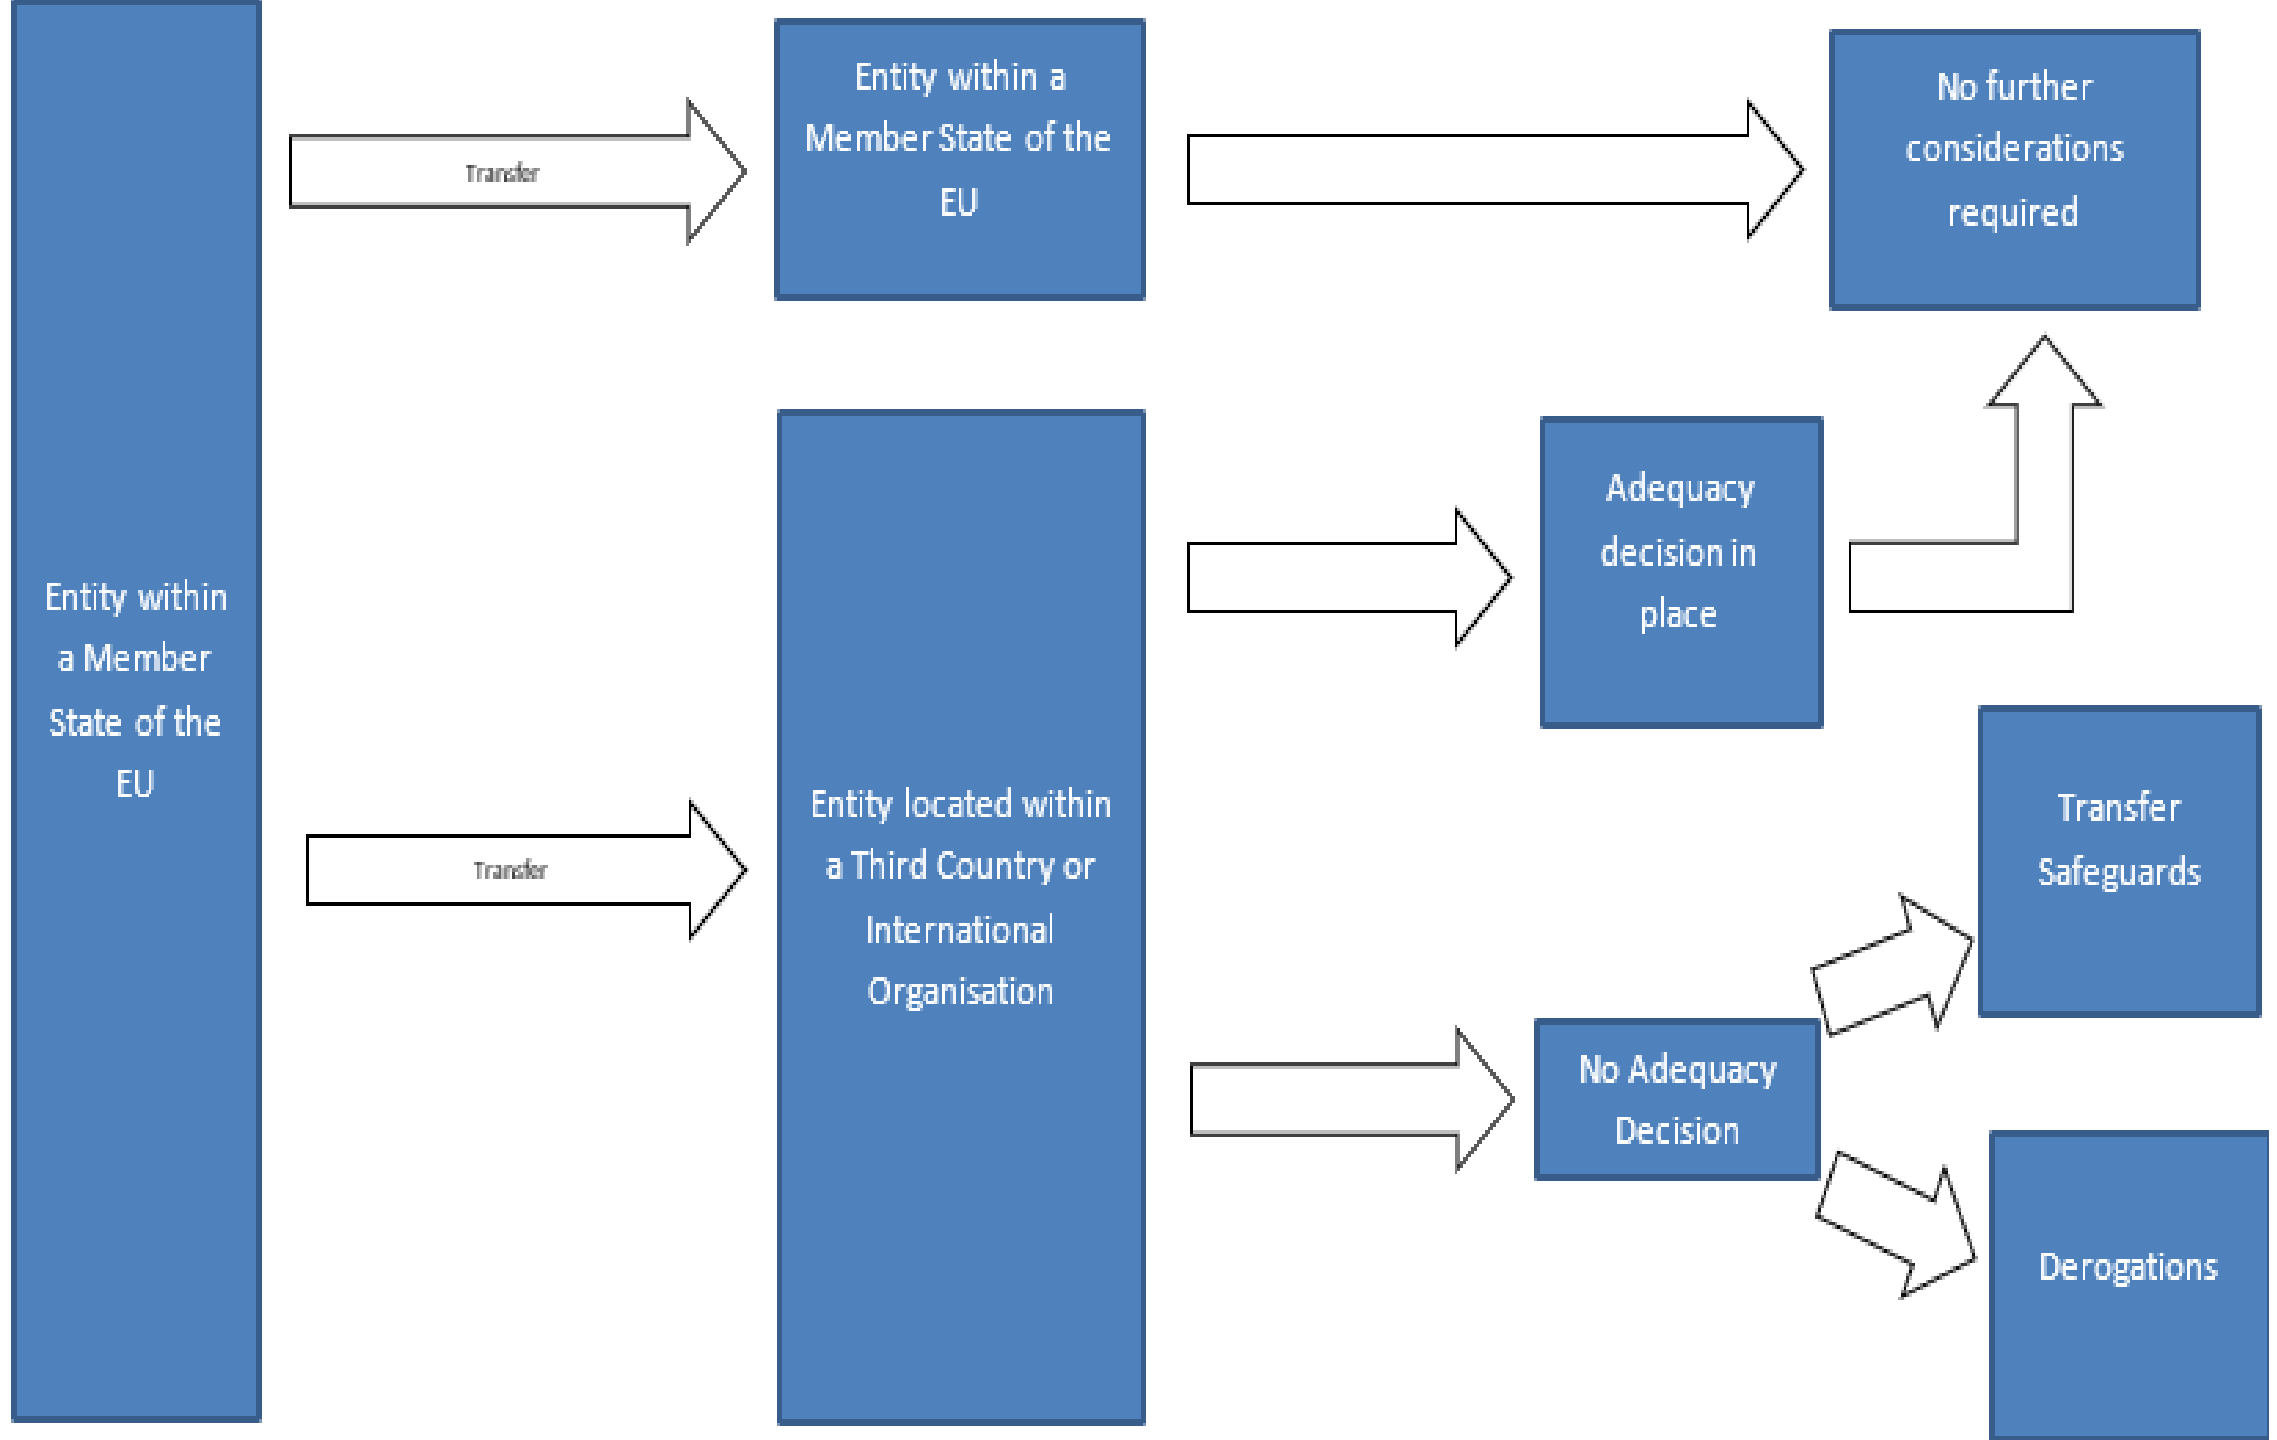 Entity within
a Member
State of the
EU
Transfer
Entity within a
Member State of the
EU
No further
considerations
required
Transfer
Entity located within
a Third Country or
International
Organisation
Adequacy
decision in
place
No Adequacy
Decision
Transfer
Safeguards
Derogations